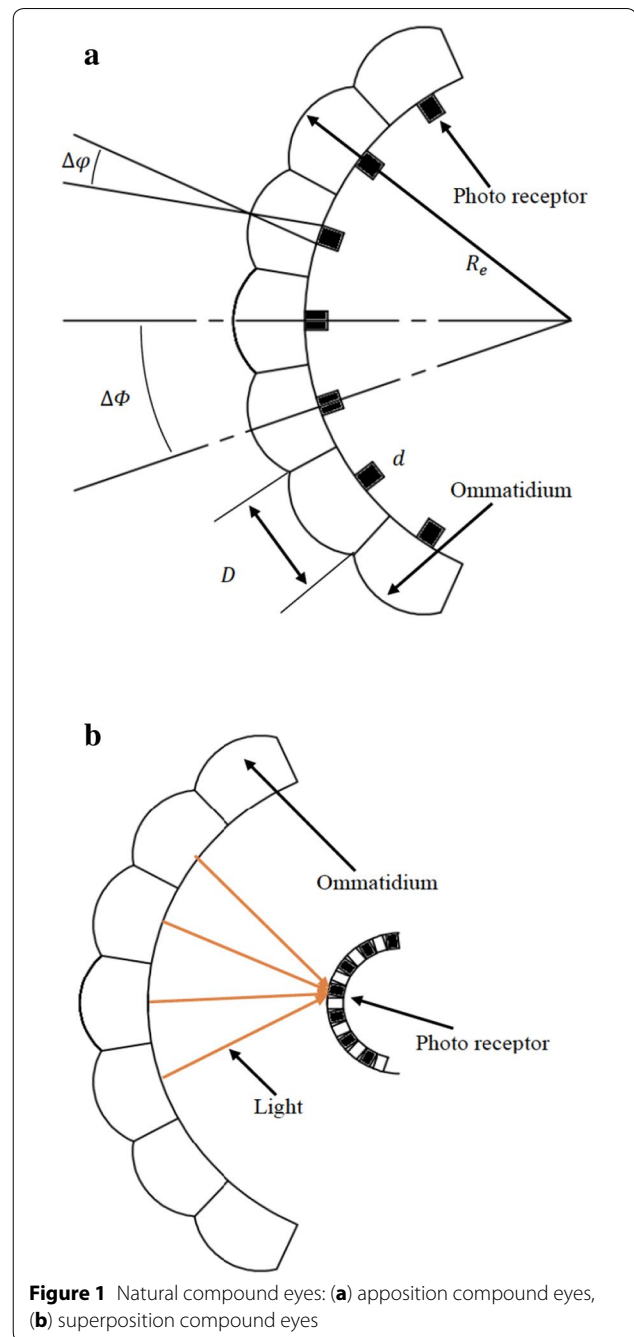 a
Δφ
Photo receptor
R_e
ΔΦ
d
Ommatidium
D
b
Ommatidium
Photo receptor
Light
Figure 1 Natural compound eyes: (a) apposition compound eyes,
(b) superposition compound eyes